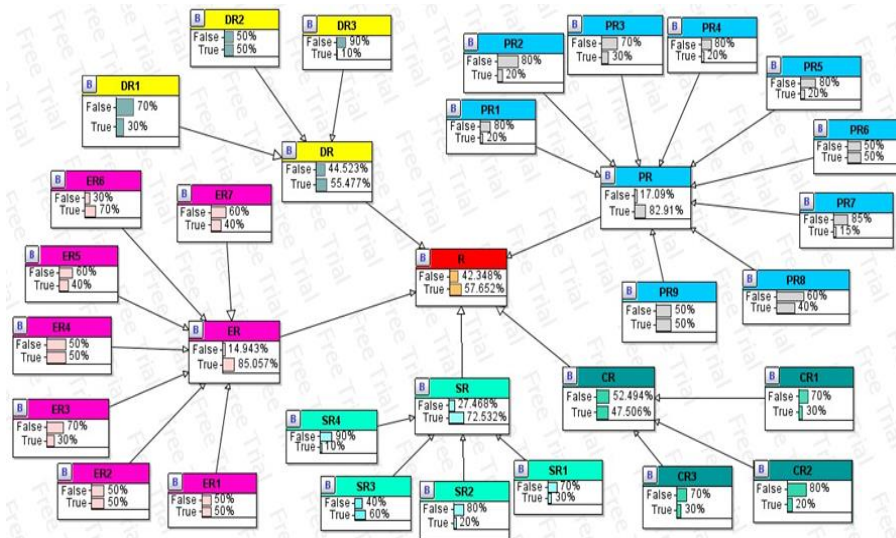 B DR2
False 50%
True 50%
B DR3
False 90%
True 10%
B DR1
False 70%
True 30%
B DR
False 44.523%
True 55.477%
B PR2
False 80%
True 20%
B PR3
False 70%
True 30%
B PR4
False 80%
True 20%
B PR5
False 80%
True 20%
B PR1
False 80%
True 20%
B PR6
False 50%
True 50%
B PR
False 17.09%
True 82.91%
B PR7
False 85%
True 15%
B PR9
False 50%
True 50%
B PR8
False 60%
True 40%
B ER6
False 30%
True 70%
B ER7
False 60%
True 40%
B ER5
False 60%
True 40%
B R
False 42.348%
True 57.652%
B ER4
False 50%
True 50%
B ER
False 14.943%
True 85.057%
B ER3
False 70%
True 30%
B ER2
False 50%
True 50%
B ER1
False 50%
True 50%
B SR
False 27.468%
True 72.532%
B CR
False 52.494%
True 47.506%
B CR1
False 70%
True 30%
B SR4
False 90%
True 10%
B SR3
False 40%
True 60%
B SR2
False 80%
True 20%
B SR1
False 70%
True 30%
B CR3
False 70%
True 30%
B CR2
False 80%
True 20%
Free Trial